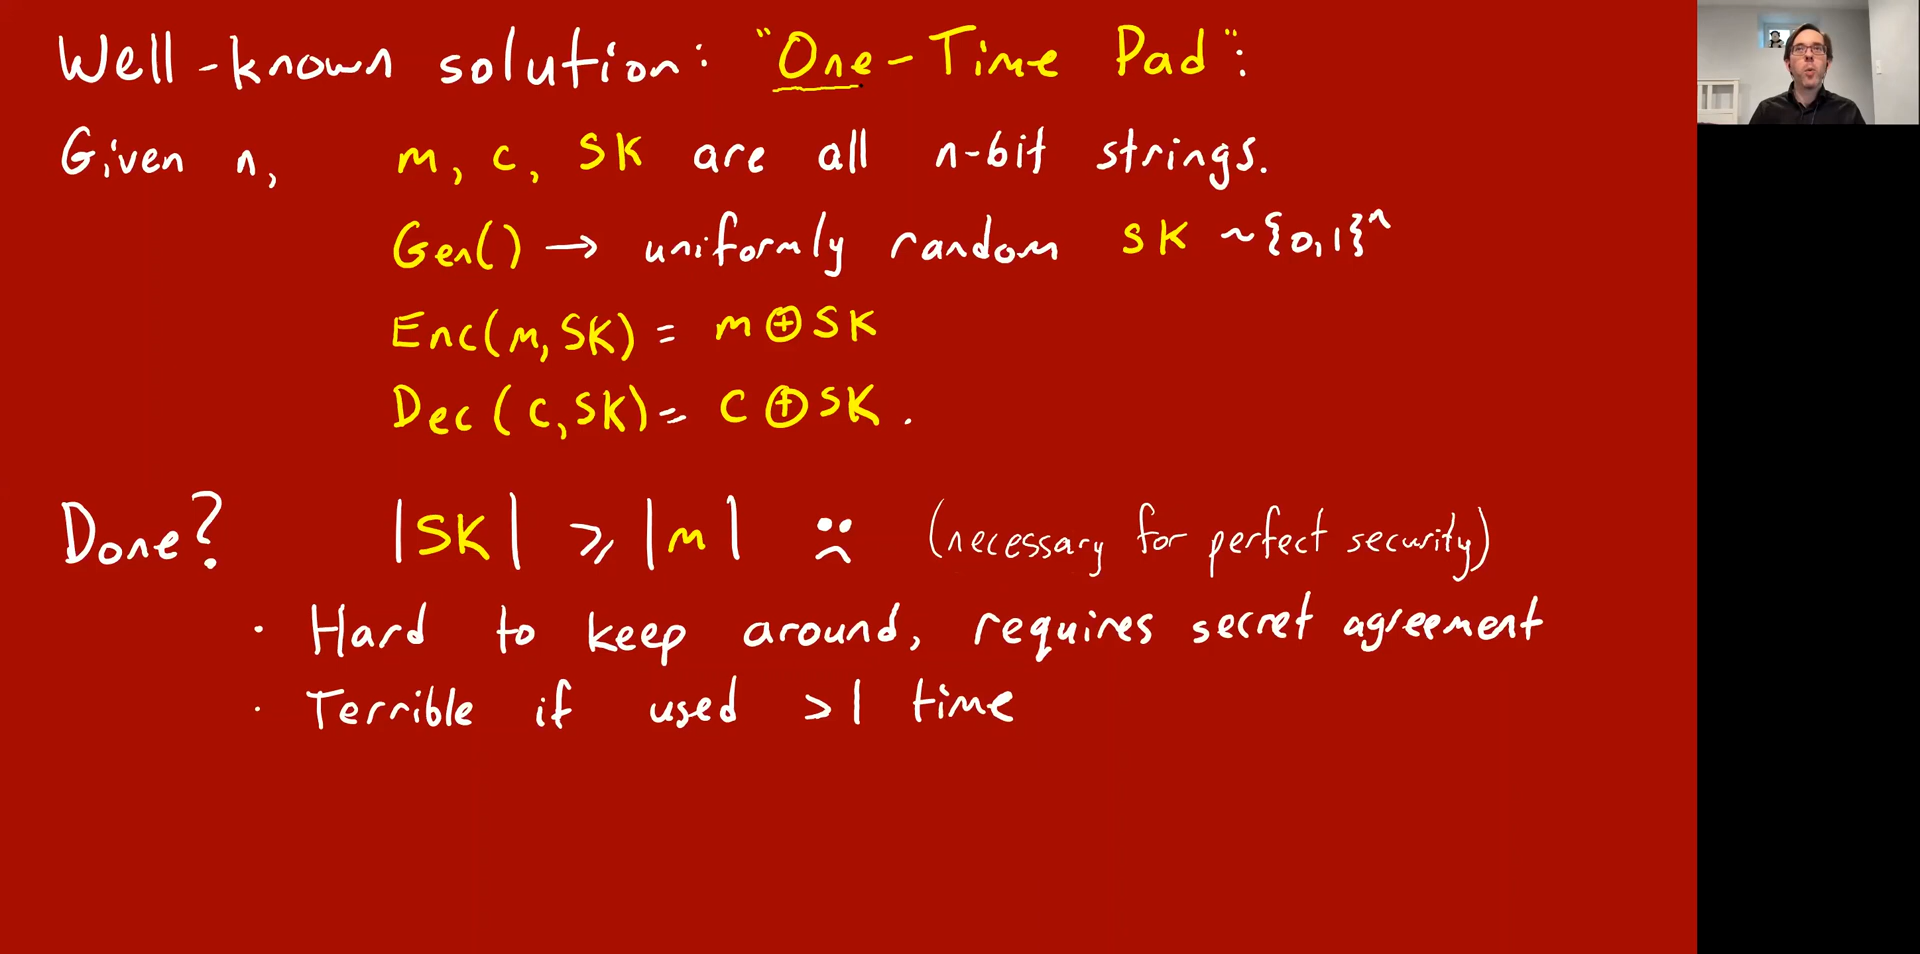 Well-known solution: "One-Time Pad":
Given n, m, c, SK are all n-bit strings.
Gen() → uniformly random SK ~{0,1}ⁿ
Enc(m,SK) = m⊕SK
Dec(c,SK) = c⊕SK.
Done? |SK| ⩾ |m| ☹ (necessary for perfect security)
· Hard to keep around, requires secret agreement
· Terrible if used >1 time